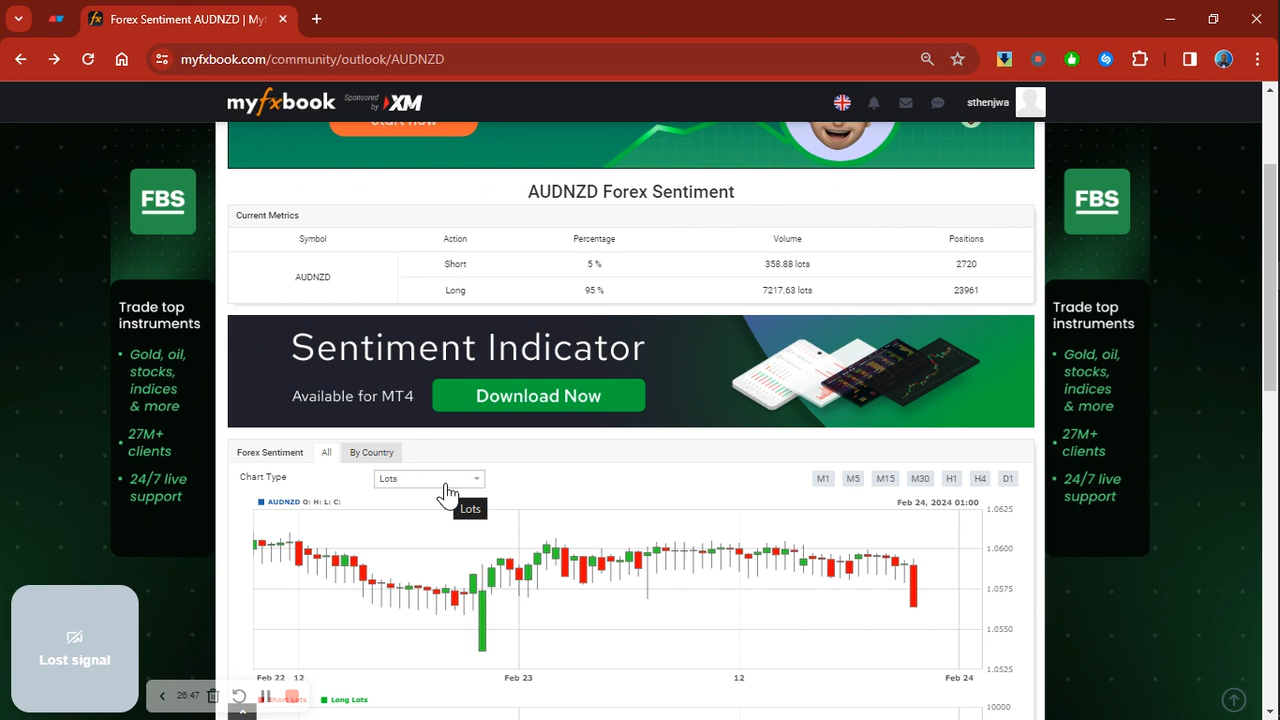 Forex Sentiment AUDNZD | Myf
myfxbook.com/community/outlook/AUDNZD
myfxbook Sponsored by XM
sthenjwa
Start now
FBS
FBS
AUDNZD Forex Sentiment
Current Metrics
Symbol Action Percentage Volume Positions
AUDNZD
Short 5 % 358.88 lots 2720
Long 95 % 7217.63 lots 23961
Trade top
instruments
• Gold, oil,
stocks,
indices
& more
• 27M+
clients
• 24/7 live
support
Sentiment Indicator
Available for MT4 Download Now
Trade top
instruments
• Gold, oil,
stocks,
indices
& more
• 27M+
clients
• 24/7 live
support
Forex Sentiment All By Country
Chart Type Lots M1 M5 M15 M30 H1 H4 D1
Lots
AUDNZD O: H: L: C: Feb 24, 2024 01:00
1.0625
1.0600
1.0575
1.0550
1.0525
Feb 22 12 Feb 23 12 Feb 24
Short Lots Long Lots
10000
Lost signal
28:47